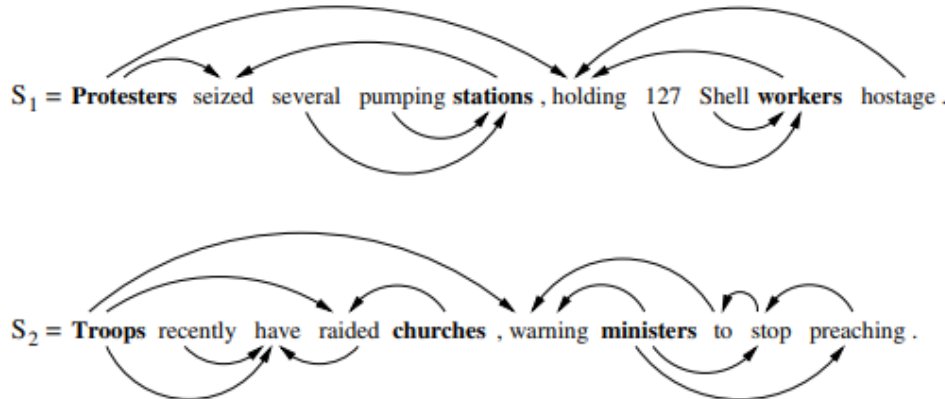 S1 = Protesters seized several pumping stations , holding 127 Shell workers hostage .
S2 = Troops recently have raided churches , warning ministers to stop preaching .